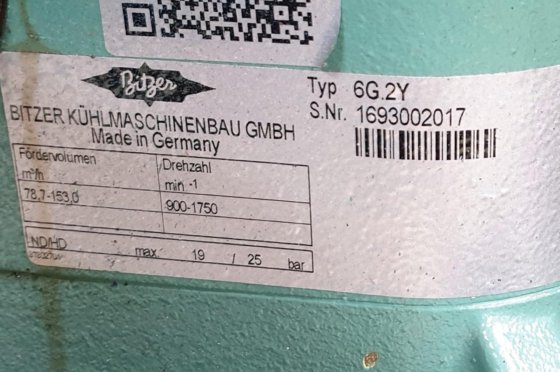 Bitzer
BITZER KÜHLMASCHINENBAU GMBH
Made in Germany
Typ 6G.2Y
S.Nr. 1693002017
Fördervolumen Drehzahl
m³/h min -1
78,7-153,0 900-1750
ND/HD max. 19 / 25 bar